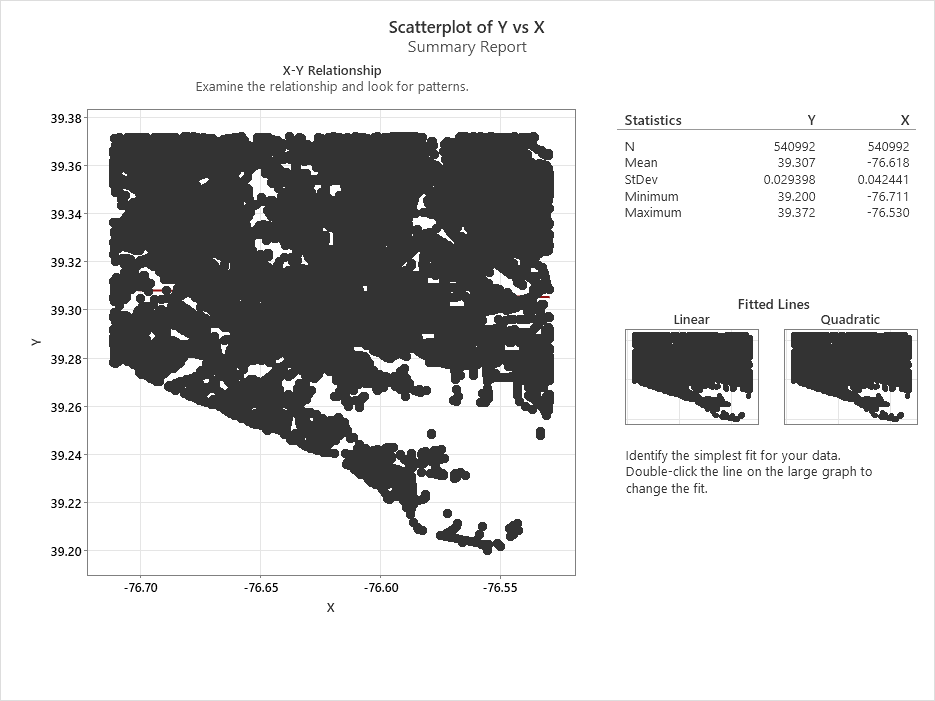 Scatterplot of Y vs X
Summary Report
X-Y Relationship
Examine the relationship and look for patterns.
39.38
39.36
39.34
39.32
39.30
39.28
39.26
39.24
39.22
39.20
Y
-76.70
-76.65
-76.60
-76.55
X
Statistics Y X
N 540992 540992
Mean 39.307 -76.618
StDev 0.029398 0.042441
Minimum 39.200 -76.711
Maximum 39.372 -76.530
Fitted Lines
Linear
Quadratic
Identify the simplest fit for your data.
Double-click the line on the large graph to
change the fit.